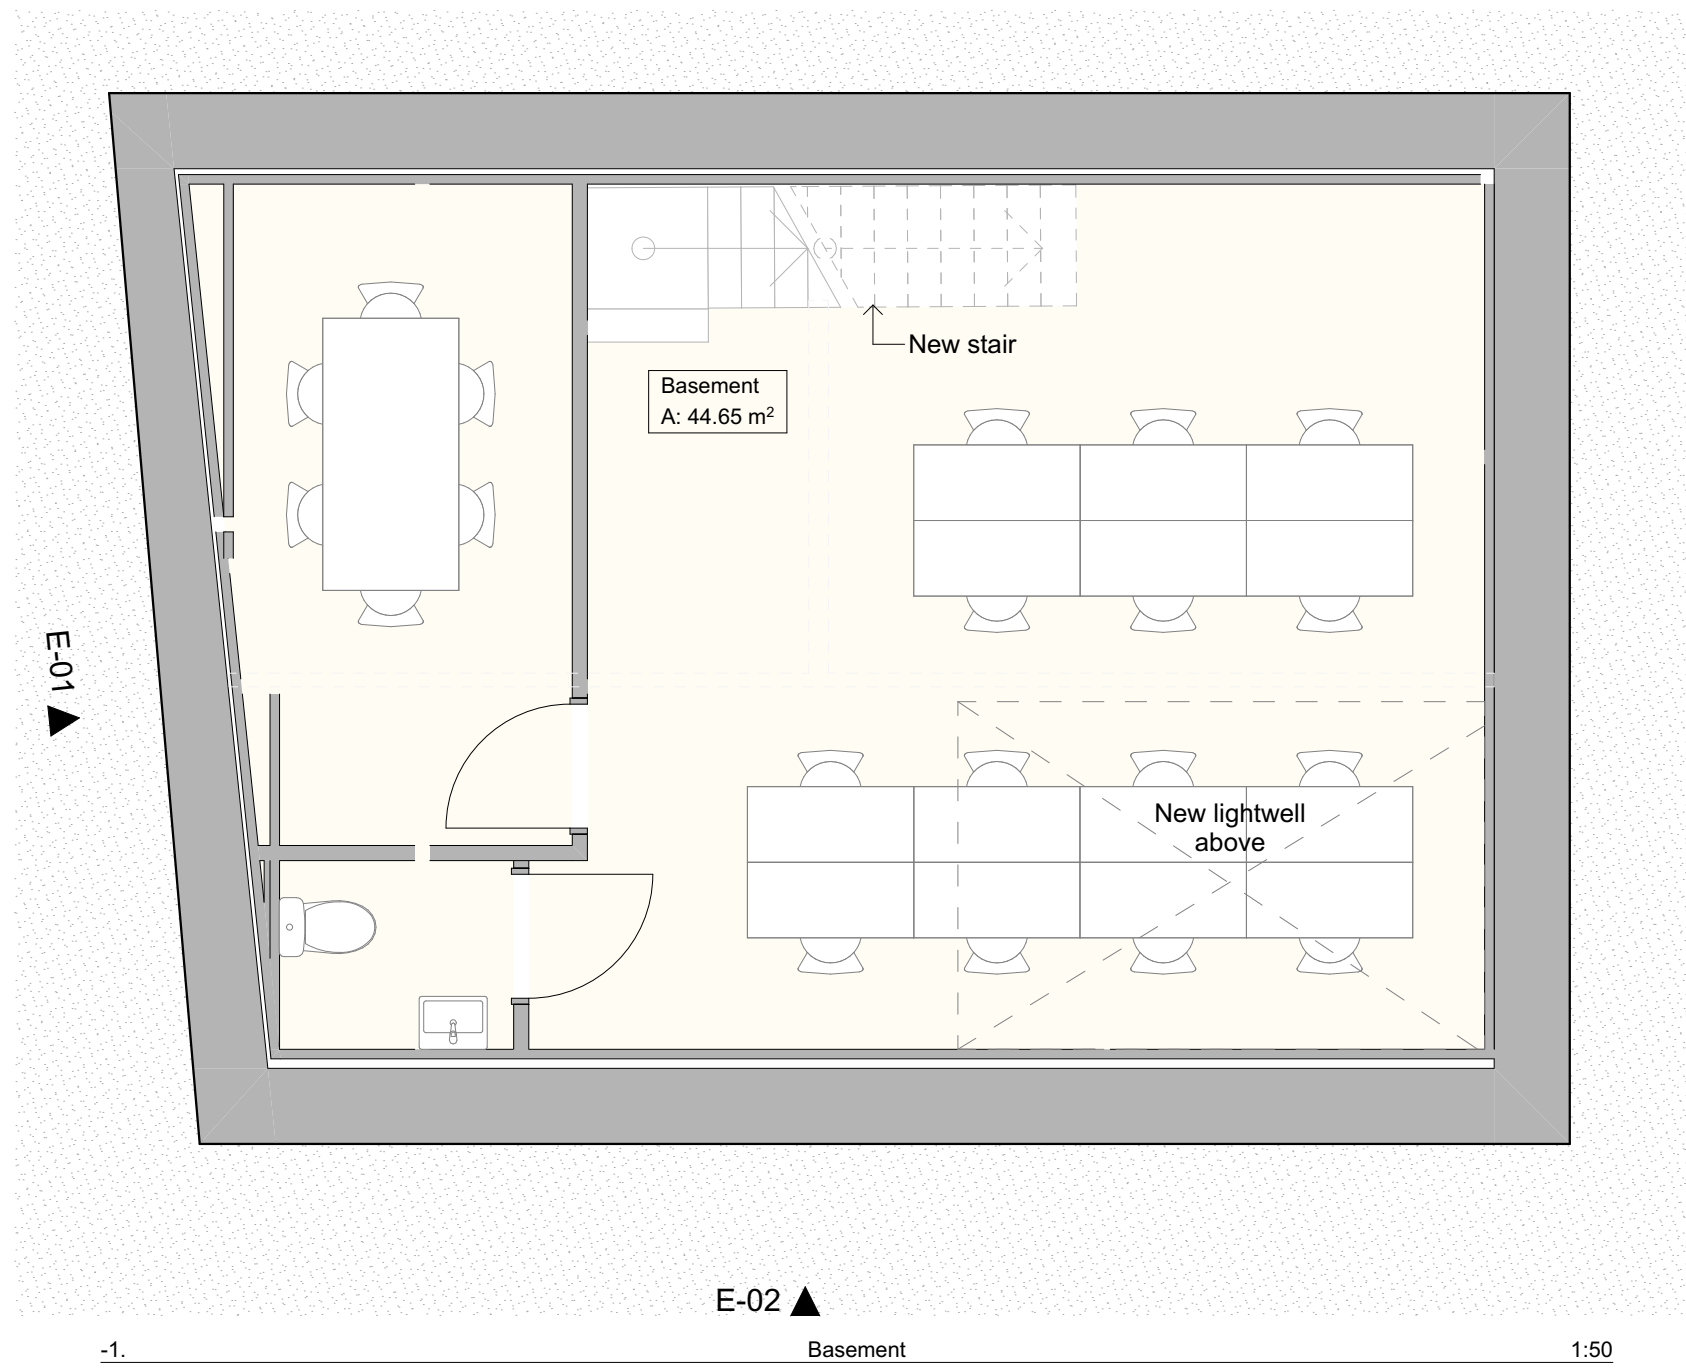 New stair
Basement
A: 44.65 m²
E-01
New lightwell
above
E-02
-1.
Basement
1:50